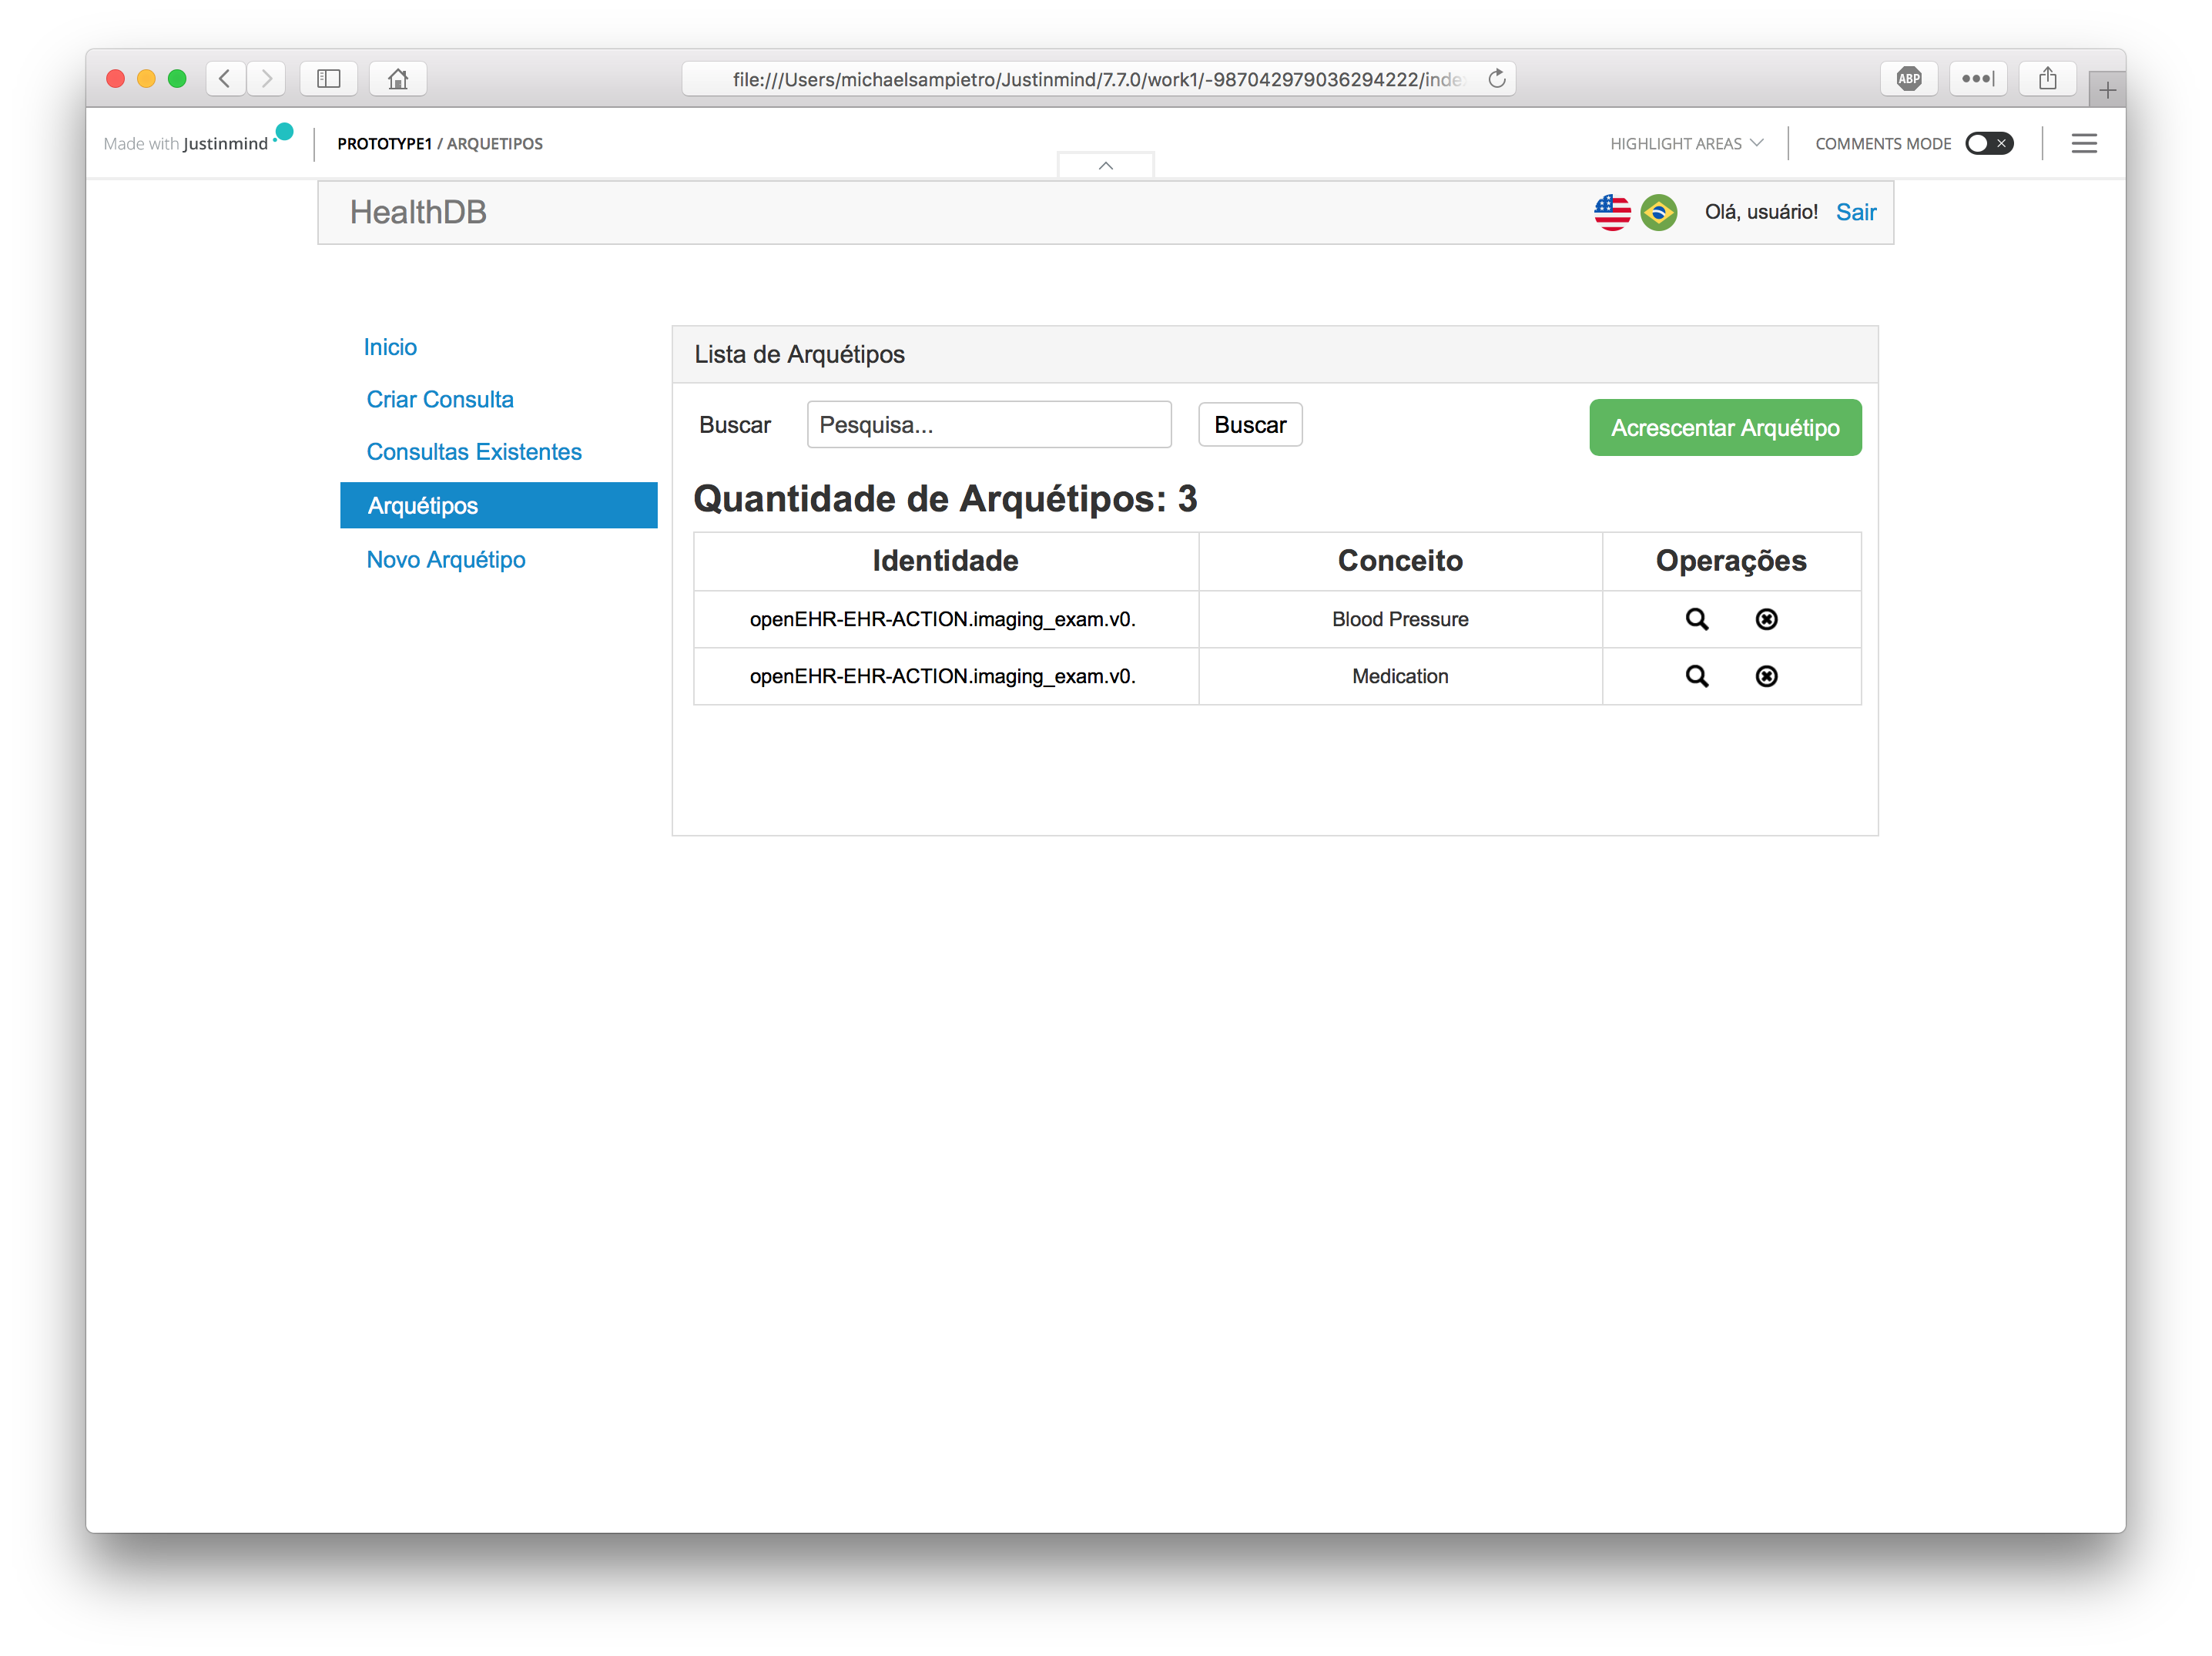 file:///Users/michaelsampietro/Justinmind/7.7.0/work1/-987042979036294222/inde
ABP
Made with Justinmind
PROTOTYPE1 / ARQUETIPOS
HIGHLIGHT AREAS
COMMENTS MODE
HealthDB
Olá, usuário! Sair
Inicio
Criar Consulta
Consultas Existentes
Arquétipos
Novo Arquétipo
Lista de Arquétipos
Buscar Pesquisa... Buscar Acrescentar Arquétipo
Quantidade de Arquétipos: 3
Identidade Conceito Operações
openEHR-EHR-ACTION.imaging_exam.v0. Blood Pressure
openEHR-EHR-ACTION.imaging_exam.v0. Medication